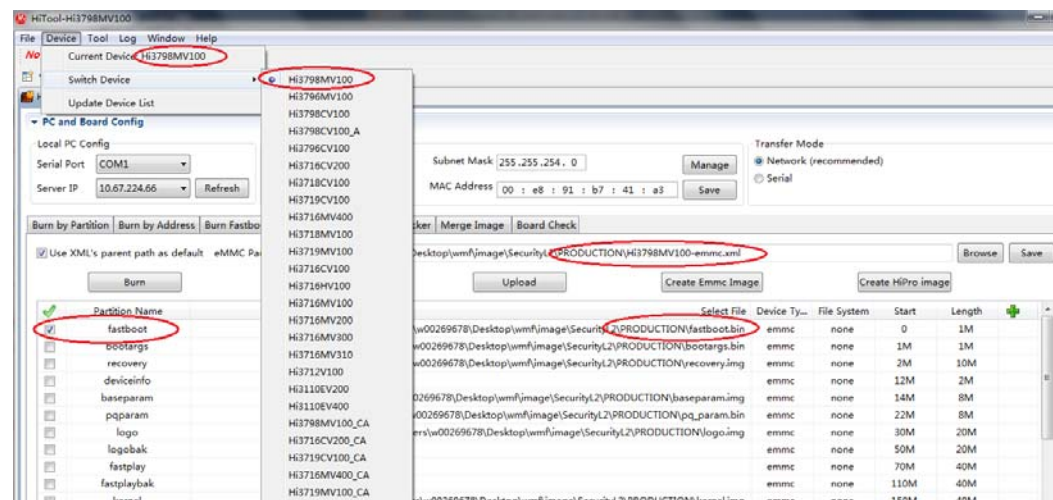 HiTool-Hi3798MV100
File Device Tool Log Window Help
No
Current Device: Hi3798MV100
Switch Device
Update Device List
Hi3798MV100
Hi3796MV100
Hi3798CV100
Hi3798CV100_A
Hi3796CV100
Hi3716CV200
Hi3718CV100
Hi3719CV100
Hi3716MV400
Hi3718MV100
Hi3719MV100
Hi3716CV100
Hi3716HV100
Hi3716MV100
Hi3716MV200
Hi3716MV300
Hi3716MV310
Hi3712V100
Hi3110EV200
Hi3110EV400
Hi3798MV100_CA
Hi3716CV200_CA
Hi3719CV100_CA
Hi3716MV400_CA
Hi3719MV100_CA
PC and Board Config
Local PC Config
Transfer Mode
Serial Port COM1
Subnet Mask 255 .255 .254 . 0 Manage
Network (recommended)
Server IP 10.67.224.66 Refresh
MAC Address 00 : e8 : 91 : b7 : 41 : a3 Save
Serial
Burn by Partition Burn by Address Burn Fastbo ker Merge Image Board Check
Use XML's parent path as default eMMC Pa Desktop\wmf\image\SecurityL2\PRODUCTION\Hi3798MV100-emmc.xml Browse Save
Burn Upload Create Emmc Image Create HiPro image
Partition Name Select File Device Ty... File System Start Length
fastboot \w00269678\Desktop\wmf\image\SecurityL2\PRODUCTION\fastboot.bin emmc none 0 1M
bootargs w00269678\Desktop\wmf\image\SecurityL2\PRODUCTION\bootargs.bin emmc none 1M 1M
recovery w00269678\Desktop\wmf\image\SecurityL2\PRODUCTION\recovery.img emmc none 2M 10M
deviceinfo emmc none 12M 2M
baseparam 0269678\Desktop\wmf\image\SecurityL2\PRODUCTION\baseparam.img emmc none 14M 8M
pqparam w00269678\Desktop\wmf\image\SecurityL2\PRODUCTION\pq_param.bin emmc none 22M 8M
logo ers\w00269678\Desktop\wmf\image\SecurityL2\PRODUCTION\logo.img emmc none 30M 20M
logobak emmc none 50M 20M
fastplay emmc none 70M 40M
fastplaybak emmc none 110M 40M